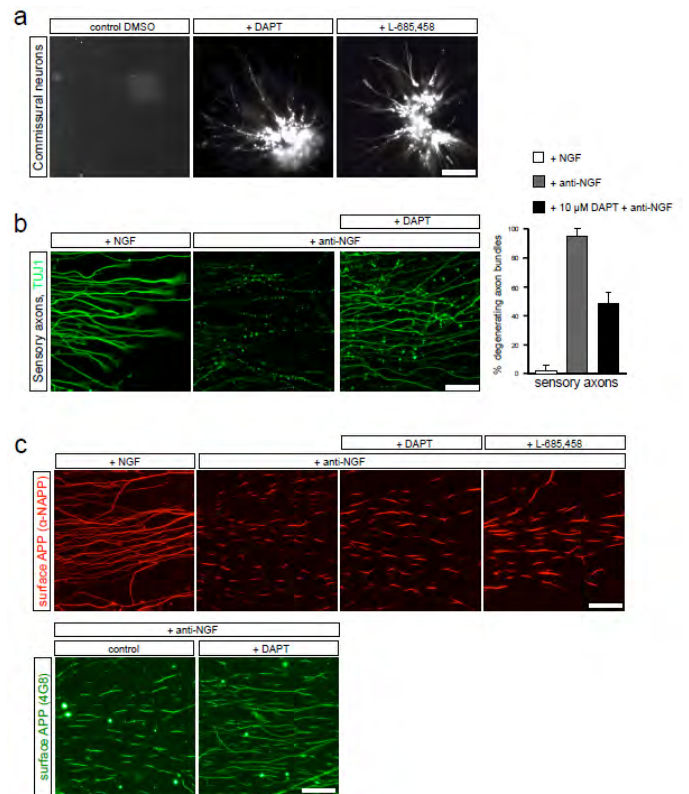 a
control DMSO
+ DAPT
+ L-685,458
Commissural neurons
+ NGF
+ anti-NGF
+ 10 µM DAPT + anti-NGF
b
+ DAPT
+ NGF
+ anti-NGF
Sensory axons, TUJ1
% degenerating axon bundles
100
80
60
40
20
0
sensory axons
c
+ DAPT
+ L-685,458
+ NGF
+ anti-NGF
surface APP (α-NAPP)
+ anti-NGF
control
+ DAPT
surface APP (4G8)